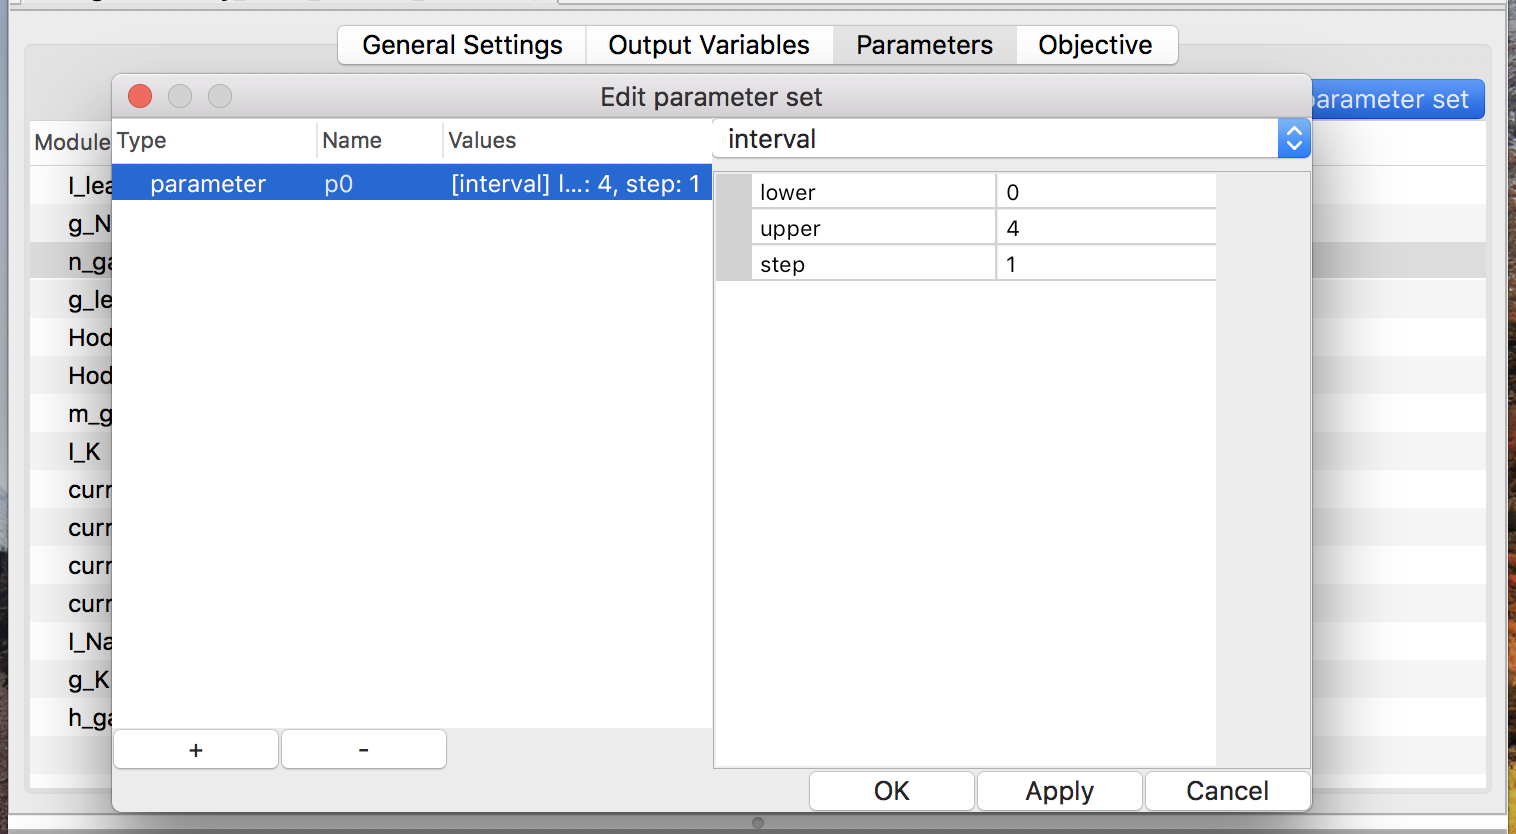 General Settings Output Variables Parameters Objective
Edit parameter set
parameter set
Module Type Name Values interval
parameter p0 [interval] l...: 4, step: 1
lower 0
upper 4
step 1
l_lea
g_N
n_ga
g_le
Hod
Hod
m_g
I_K
curr
curr
curr
curr
I_Na
g_K
h_ga
+ -
OK Apply Cancel